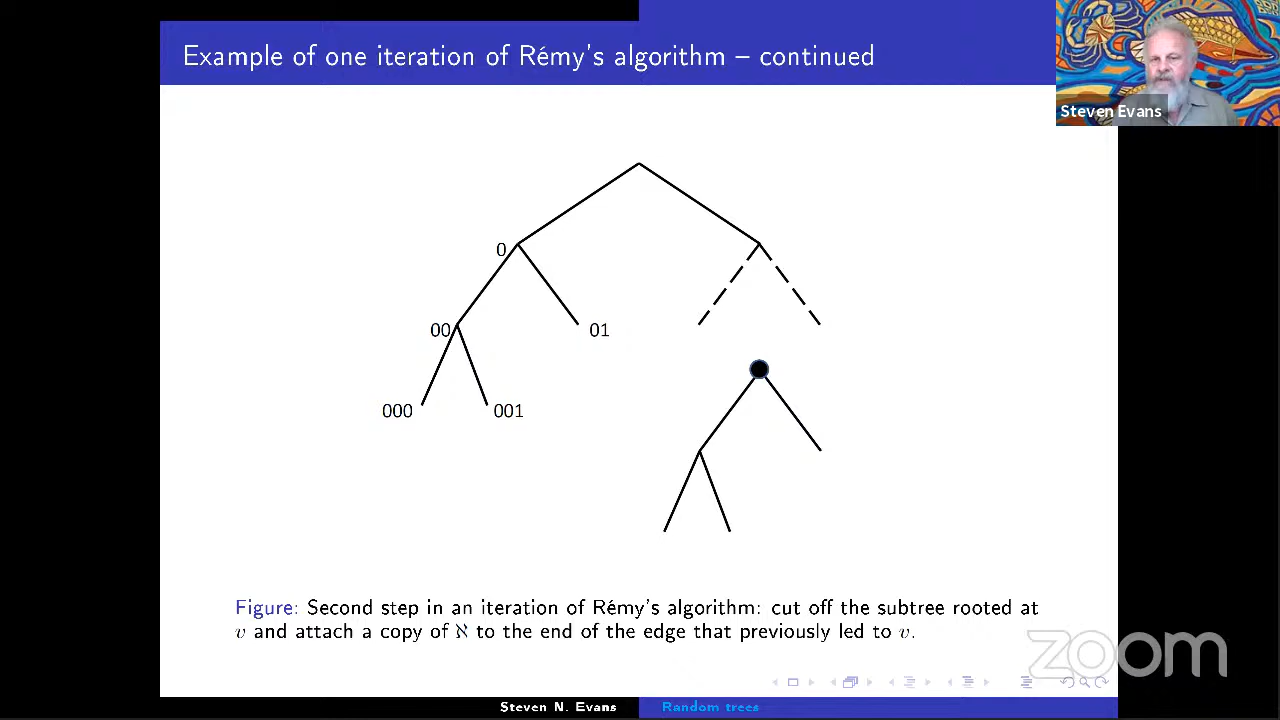 Example of one iteration of Rémy's algorithm – continued
Steven Evans
0
00
01
000
001
Figure: Second step in an iteration of Rémy's algorithm: cut off the subtree rooted at
v and attach a copy of ℵ to the end of the edge that previously led to v.
zoom
Steven N. Evans
Random trees